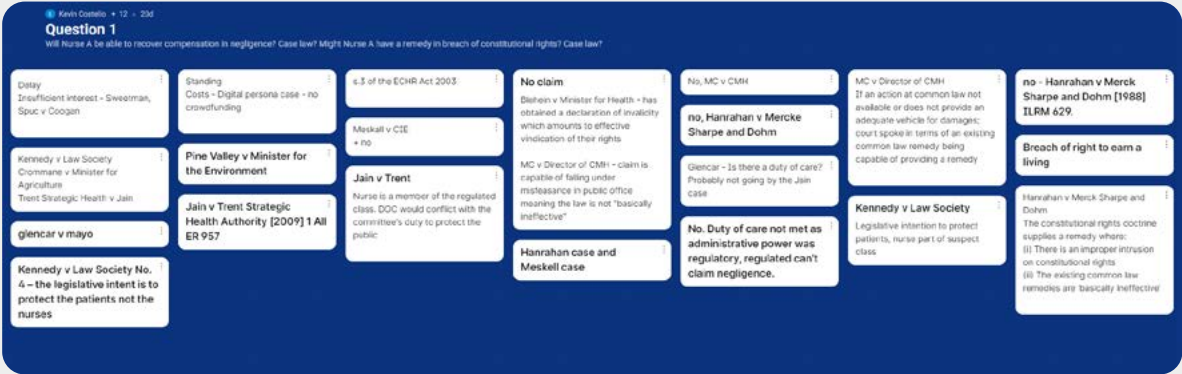 Kevin Costello + 12 • 20d
Question 1
Will Nurse A be able to recover compensation in negligence? Case law? Might Nurse A have a remedy in breach of constitutional rights? Case law?
Delay
Insufficient interest - Sweetman,
Spuc v Coogan
Kennedy v Law Society
Crommane v Minister for
Agriculture
Trent Strategic Health v Jain
glencar v mayo
Kennedy v Law Society No.
4 – the legislative intent is to
protect the patients not the
nurses
Standing
Costs - Digital persona case - no
crowdfunding
Pine Valley v Minister for
the Environment
Jain v Trent Strategic
Health Authority [2009] 1 All
ER 957
s.3 of the ECHR Act 2003
Meskall v CIE
+ no
Jain v Trent
Nurse is a member of the regulated
class. DOC would conflict with the
committee's duty to protect the
public
No claim
Blehein v Minister for Health - has
obtained a declaration of invalidity
which amounts to effective
vindication of their rights
MC v Director of CMH - claim is
capable of falling under
misfeasance in public office
meaning the law is not "basically
ineffective"
Hanrahan case and
Meskell case
No, MC v CMH
no, Hanrahan v Mercke
Sharpe and Dohm
Glencar - Is there a duty of care?
Probably not going by the Jain
case
No. Duty of care not met as
administrative power was
regulatory, regulated can't
claim negligence.
MC v Director of CMH
If an action at common law not
available or does not provide an
adequate vehicle for damages;
court spoke in terms of an existing
common law remedy being
capable of providing a remedy
Kennedy v Law Society
Legislative intention to protect
patients, nurse part of suspect
class
no - Hanrahan v Merck
Sharpe and Dohm [1988]
ILRM 629.
Breach of right to earn a
living
Hanrahan v Merck Sharpe and
Dohm
The constitutional rights doctrine
supplies a remedy where:
(i) There is an improper intrusion
on constitutional rights
(ii) The existing common law
remedies are 'basically ineffective'